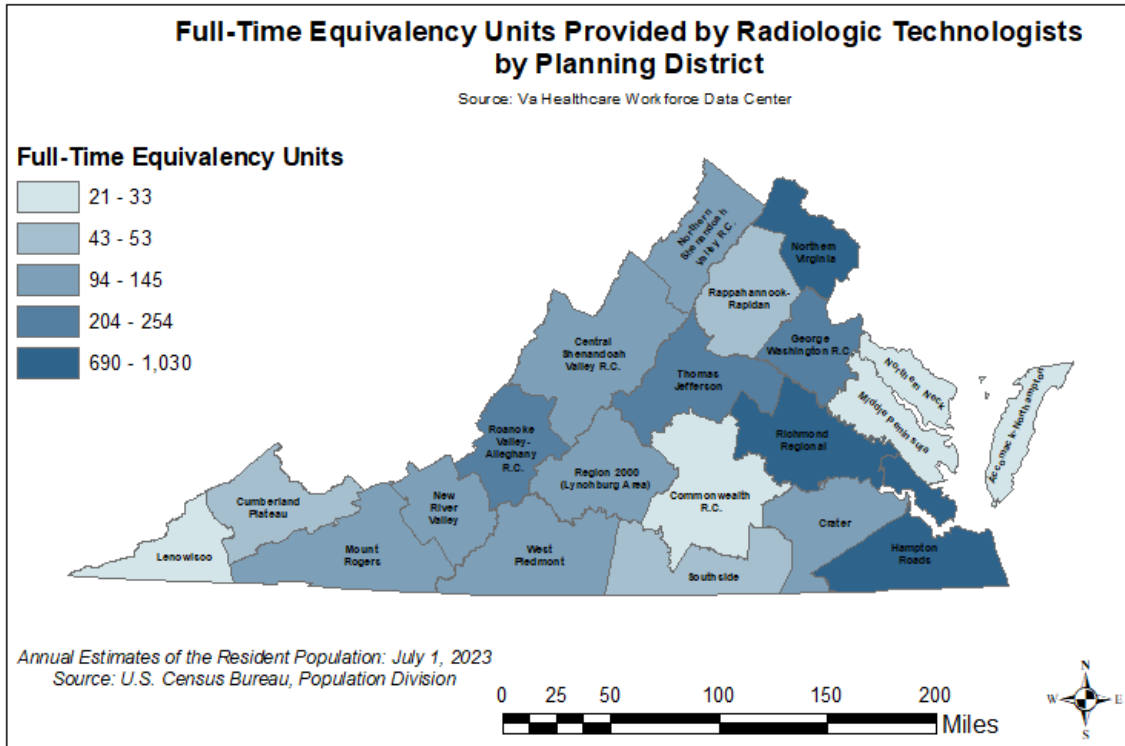 Full-Time Equivalency Units Provided by Radiologic Technologists
by Planning District
Source: Va Healthcare Workforce Data Center
Full-Time Equivalency Units
21 - 33
43 - 53
94 - 145
204 - 254
690 - 1,030
Northern
Shenandoah
Valley R.C.
Northern
Virginia
Rappahannock-
Rapidan
Central
Shenandoah
Valley R.C.
George
Washington R.C.
Thomas
Jefferson
Northern Neck
Middle Peninsula
Accomack-Northampton
Roanoke
Valley-
Alleghany
R.C.
Richmond
Regional
Region 2000
(Lynchburg Area)
Commonwealth
R.C.
Cumberland
Plateau
New
River
Valley
Crater
Lenowisco
Mount
Rogers
West
Piedmont
Hampton
Roads
Southside
Annual Estimates of the Resident Population: July 1, 2023
Source: U.S. Census Bureau, Population Division
0 25 50 100 150 200
Miles
N
W E
S